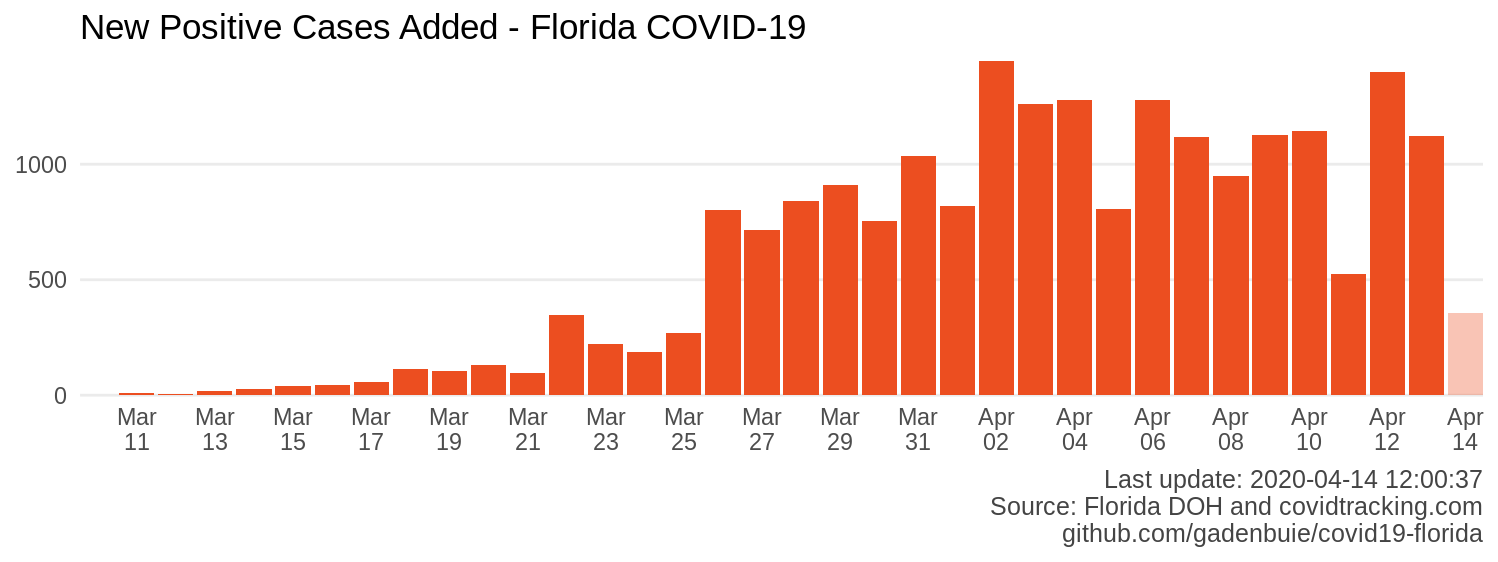 New Positive Cases Added - Florida COVID-19
1000
500
0
Mar Mar Mar Mar Mar Mar Mar Mar Mar Mar Mar Apr Apr Apr Apr Apr Apr Apr
11 13 15 17 19 21 23 25 27 29 31 02 04 06 08 10 12 14
Last update: 2020-04-14 12:00:37
Source: Florida DOH and covidtracking.com
github.com/gadenbuie/covid19-florida